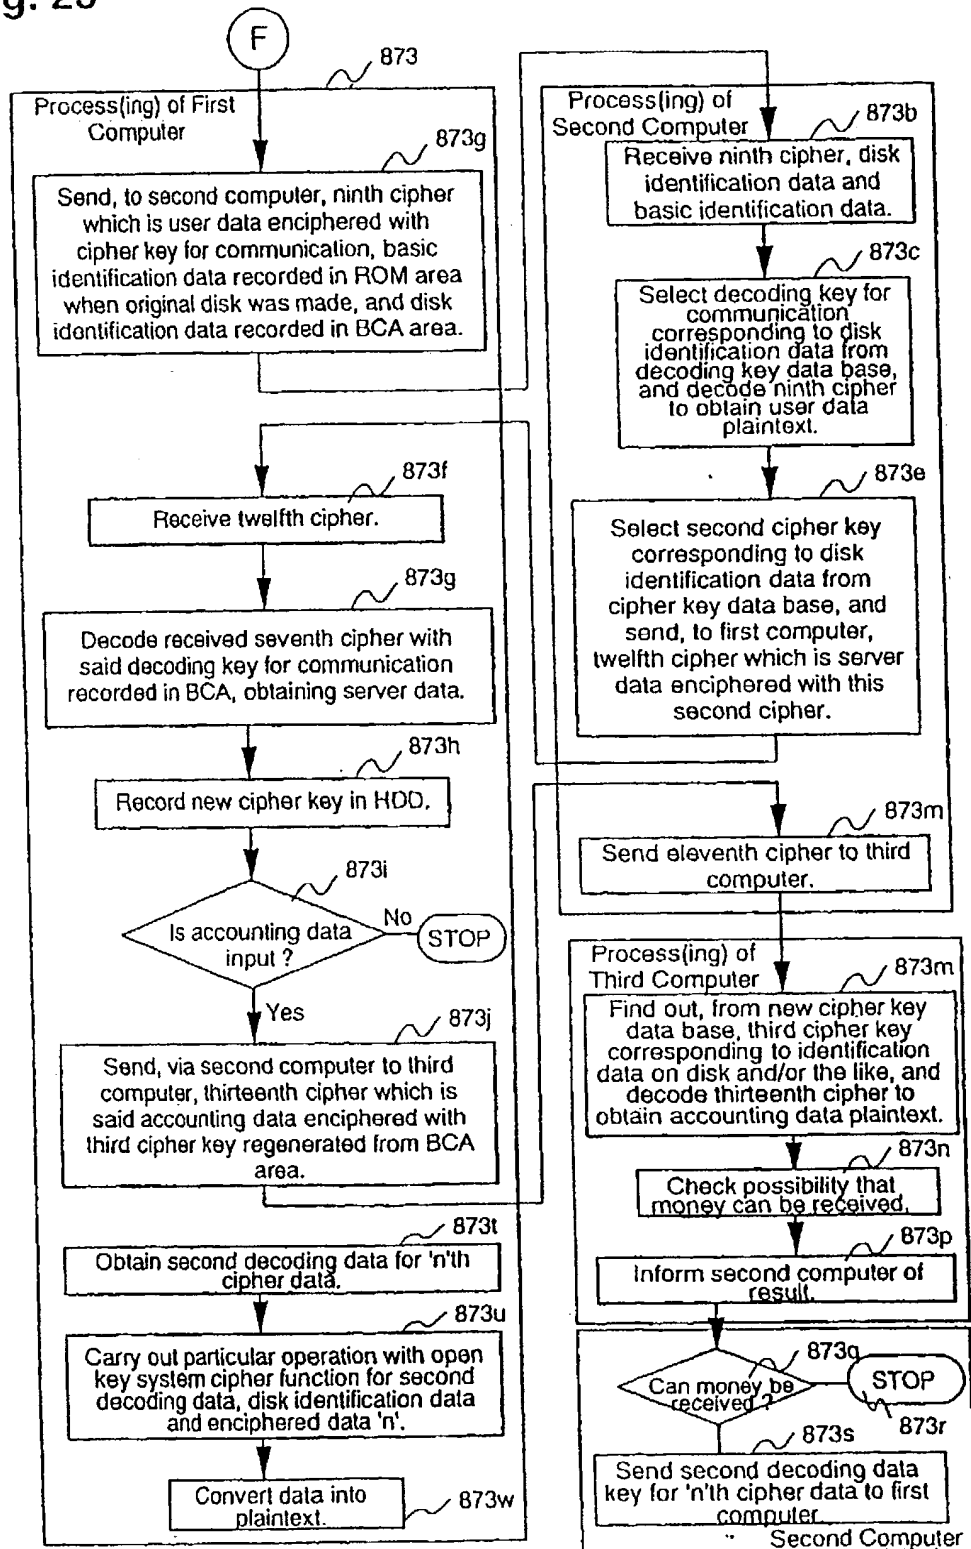 g. 25
F
873
Process(ing) of First
Computer
873g
Send, to second computer, ninth cipher
which is user data enciphered with
cipher key for communication, basic
identification data recorded in ROM area
when original disk was made, and disk
identification data recorded in BCA area.
873f
Receive twelfth cipher.
873g
Decode received seventh cipher with
said decoding key for communication
recorded in BCA, obtaining server data.
873h
Record new cipher key in HDD.
873i
Is accounting data
input ?
No
STOP
Yes
873j
Send, via second computer to third
computer, thirteenth cipher which is
said accounting data enciphered with
third cipher key regenerated from BCA
area.
873t
Obtain second decoding data for 'n'th
cipher data.
873u
Carry out particular operation with open
key system cipher function for second
decoding data, disk identification data
and enciphered data 'n'.
Convert data into
plaintext.
873w
Process(ing) of
Second Computer
873b
Receive ninth cipher, disk
identification data and
basic identification data.
873c
Select decoding key for
communication
corresponding to disk
identification data from
decoding key data base,
and decode ninth cipher
to obtain user data
plaintext.
873e
Select second cipher key
corresponding to disk
identification data from
cipher key data base, and
send, to first computer,
twelfth cipher which is server
data enciphered with this
second cipher.
873m
Send eleventh cipher to third
computer.
Process(ing) of
Third Computer
873m
Find out, from new cipher key
data base, third cipher key
corresponding to identification
data on disk and/or the like, and
decode thirteenth cipher to
obtain accounting data plaintext.
873n
Check possibility that
money can be received.
873p
Inform second computer of
result.
873q
Can money be
received ?
STOP
873r
873s
Send second decoding data
key for 'n'th cipher data to first
computer
Second Computer